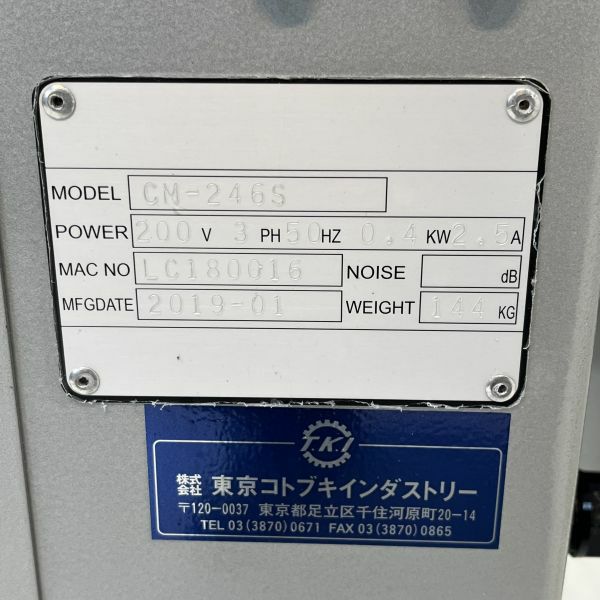 MODEL CM-246S
POWER 200 V 3 PH 50 HZ 0.4 KW 2.5 A
MAC NO LC180016 NOISE dB
MFGDATE 2019-01 WEIGHT 144 KG
T.K.I
株式会社 東京コトブキインダストリー
〒120-0037 東京都足立区千住河原町20-14
TEL 03(3870)0671 FAX 03(3870)0865